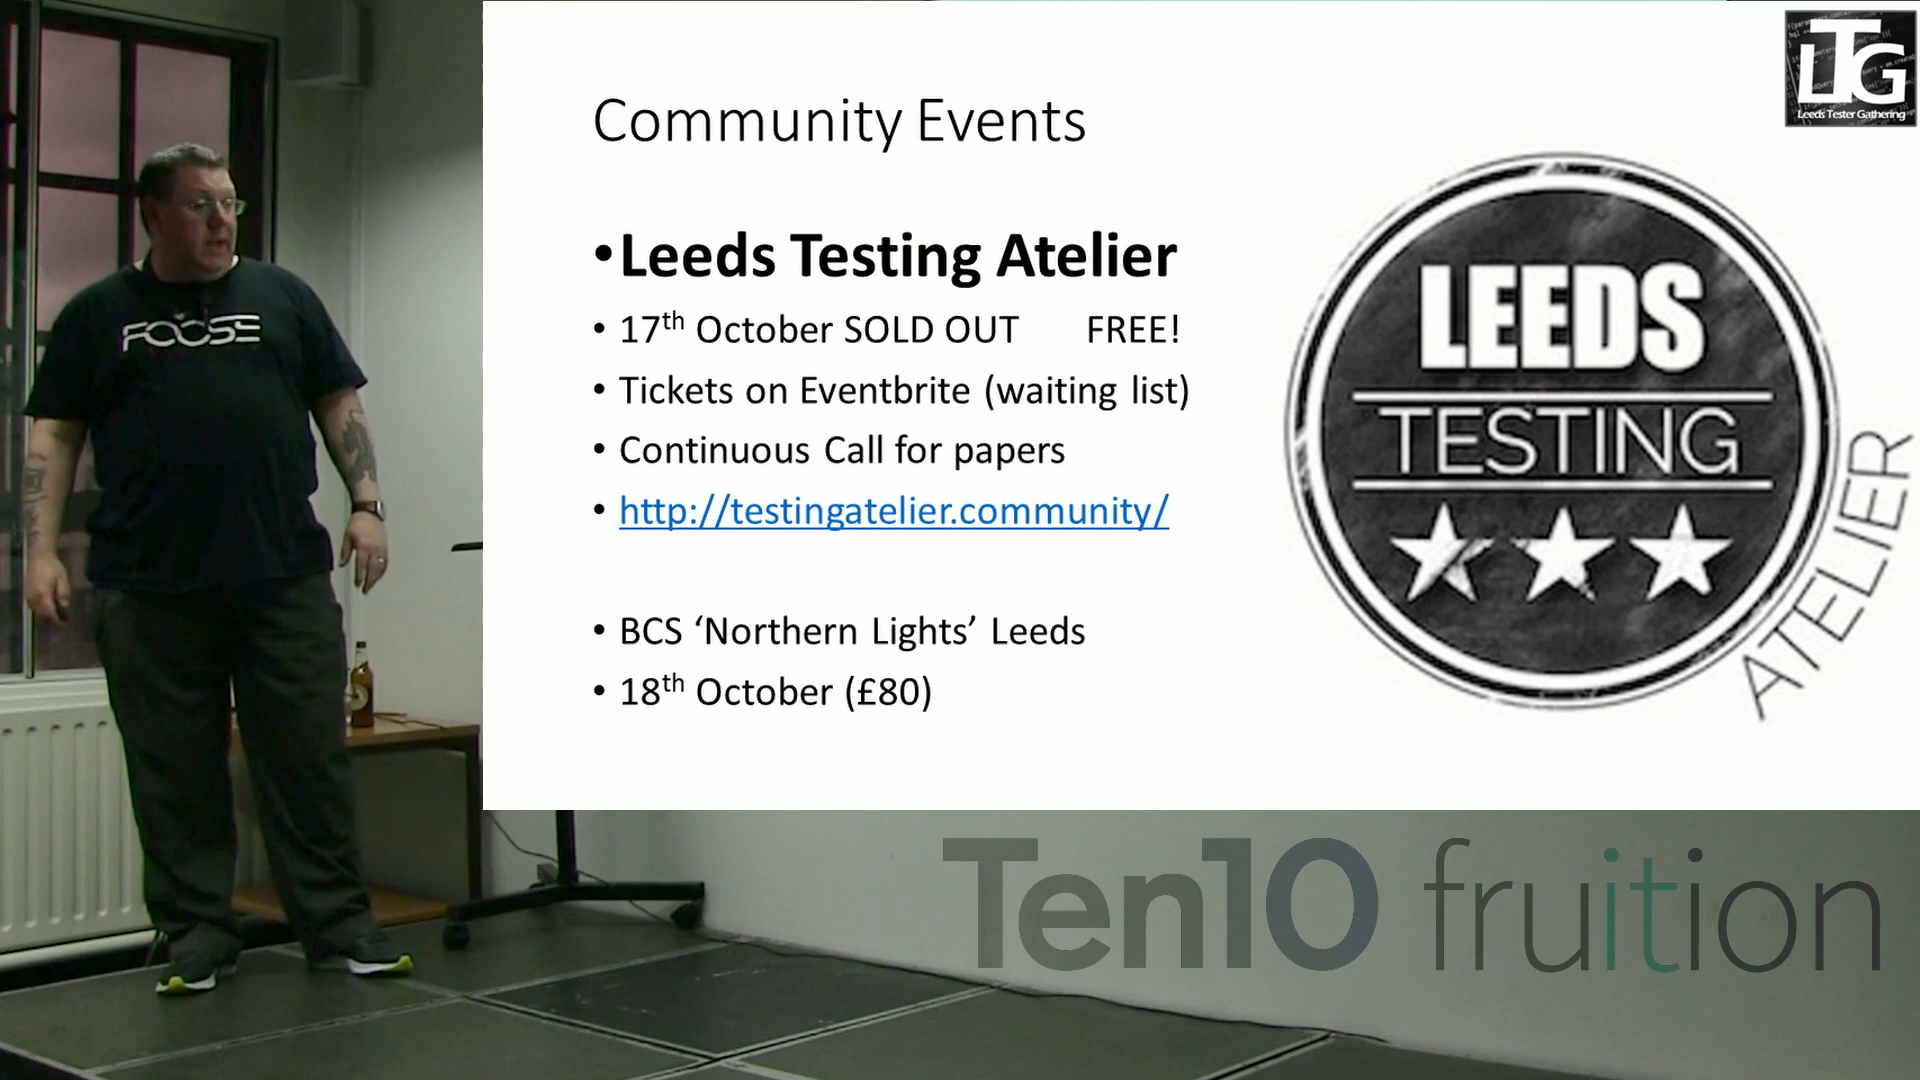 LTG
Leeds Tester Gathering
Community Events
•Leeds Testing Atelier
• 17th October SOLD OUT FREE!
• Tickets on Eventbrite (waiting list)
• Continuous Call for papers
• http://testingatelier.community/
• BCS ‘Northern Lights’ Leeds
• 18th October (£80)
LEEDS
TESTING
ATELIER
Ten10 fruition